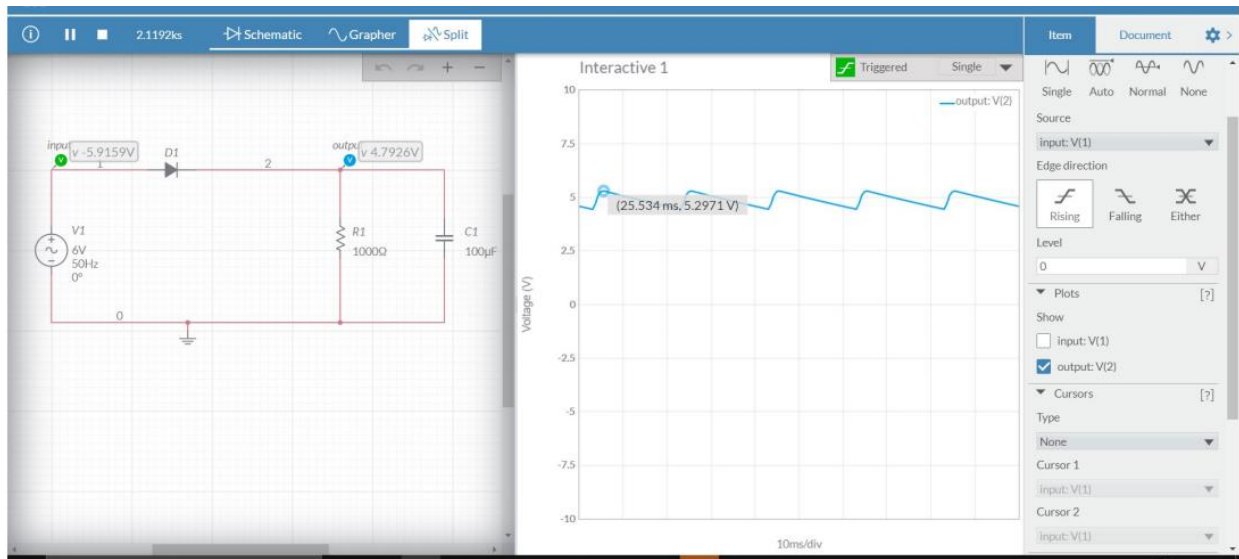 2.1192ks
Schematic
Grapher
Split
Item
Document
input
v -5.9159V
1
D1
2
v 4.7926V
V1
6V
50Hz
0°
R1
1000Ω
C1
100μF
0
Interactive 1
Triggered
Single
output: V(2)
10
7.5
5
2.5
0
-2.5
-5
-7.5
-10
(25.534 ms, 5.2971 V)
Voltage (V)
10ms/div
Single Auto Normal None
Source
input: V(1)
Edge direction
Rising Falling Either
Level
0 V
Plots [?]
Show
input: V(1)
output: V(2)
Cursors [?]
Type
None
Cursor 1
input: V(1)
Cursor 2
input: V(1)